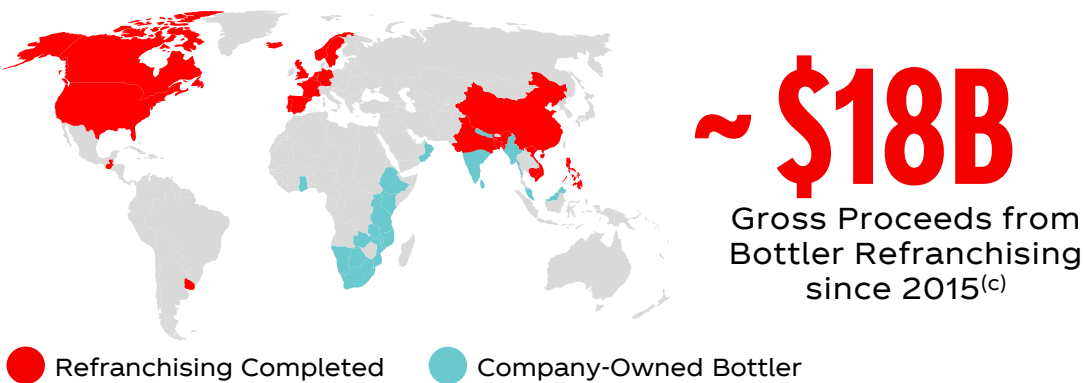 ~ $18B
Gross Proceeds from
Bottler Refranchising
since 2015(c)
Refranchising Completed
Company-Owned Bottler